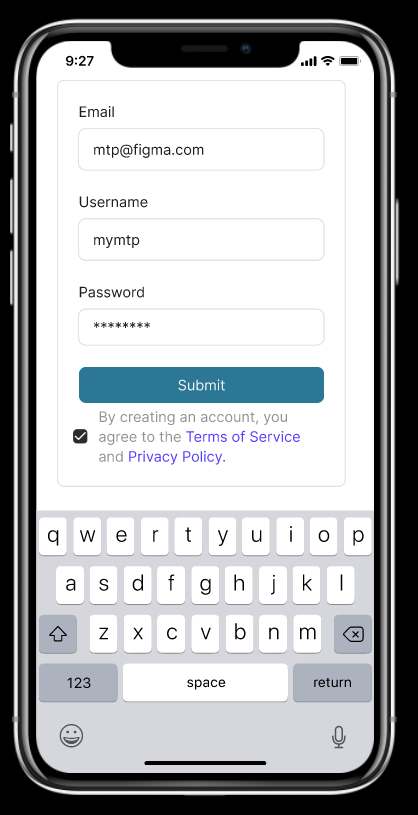 9:27
Email
mtp@figma.com
Username
mymtp
Password
********
Submit
By creating an account, you
agree to the Terms of Service
and Privacy Policy.
q w e r t y u i o p
a s d f g h j k l
z x c v b n m
123 space return